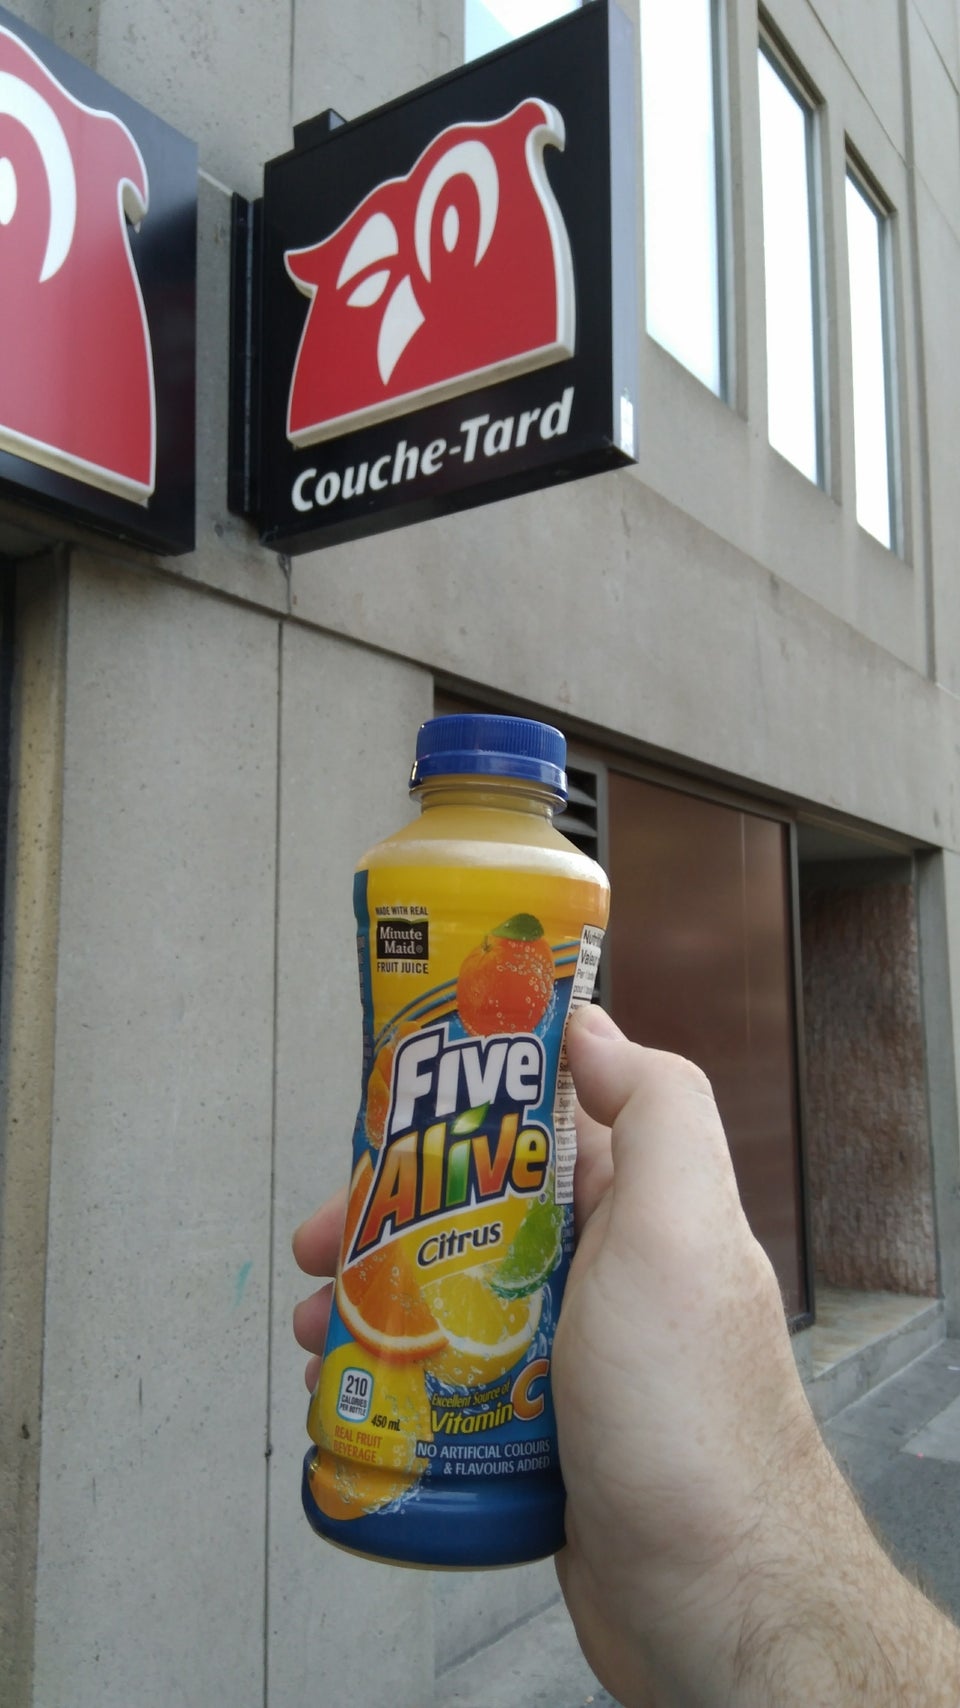 Couche-Tard
MADE WITH REAL
Minute
Maid®
FRUIT JUICE
Five
Alive®
Citrus
210
CALORIES
PER BOTTLE
450 mL
REAL FRUIT
BEVERAGE
Excellent Source of
Vitamin C
NO ARTIFICIAL COLOURS
& FLAVOURS ADDED